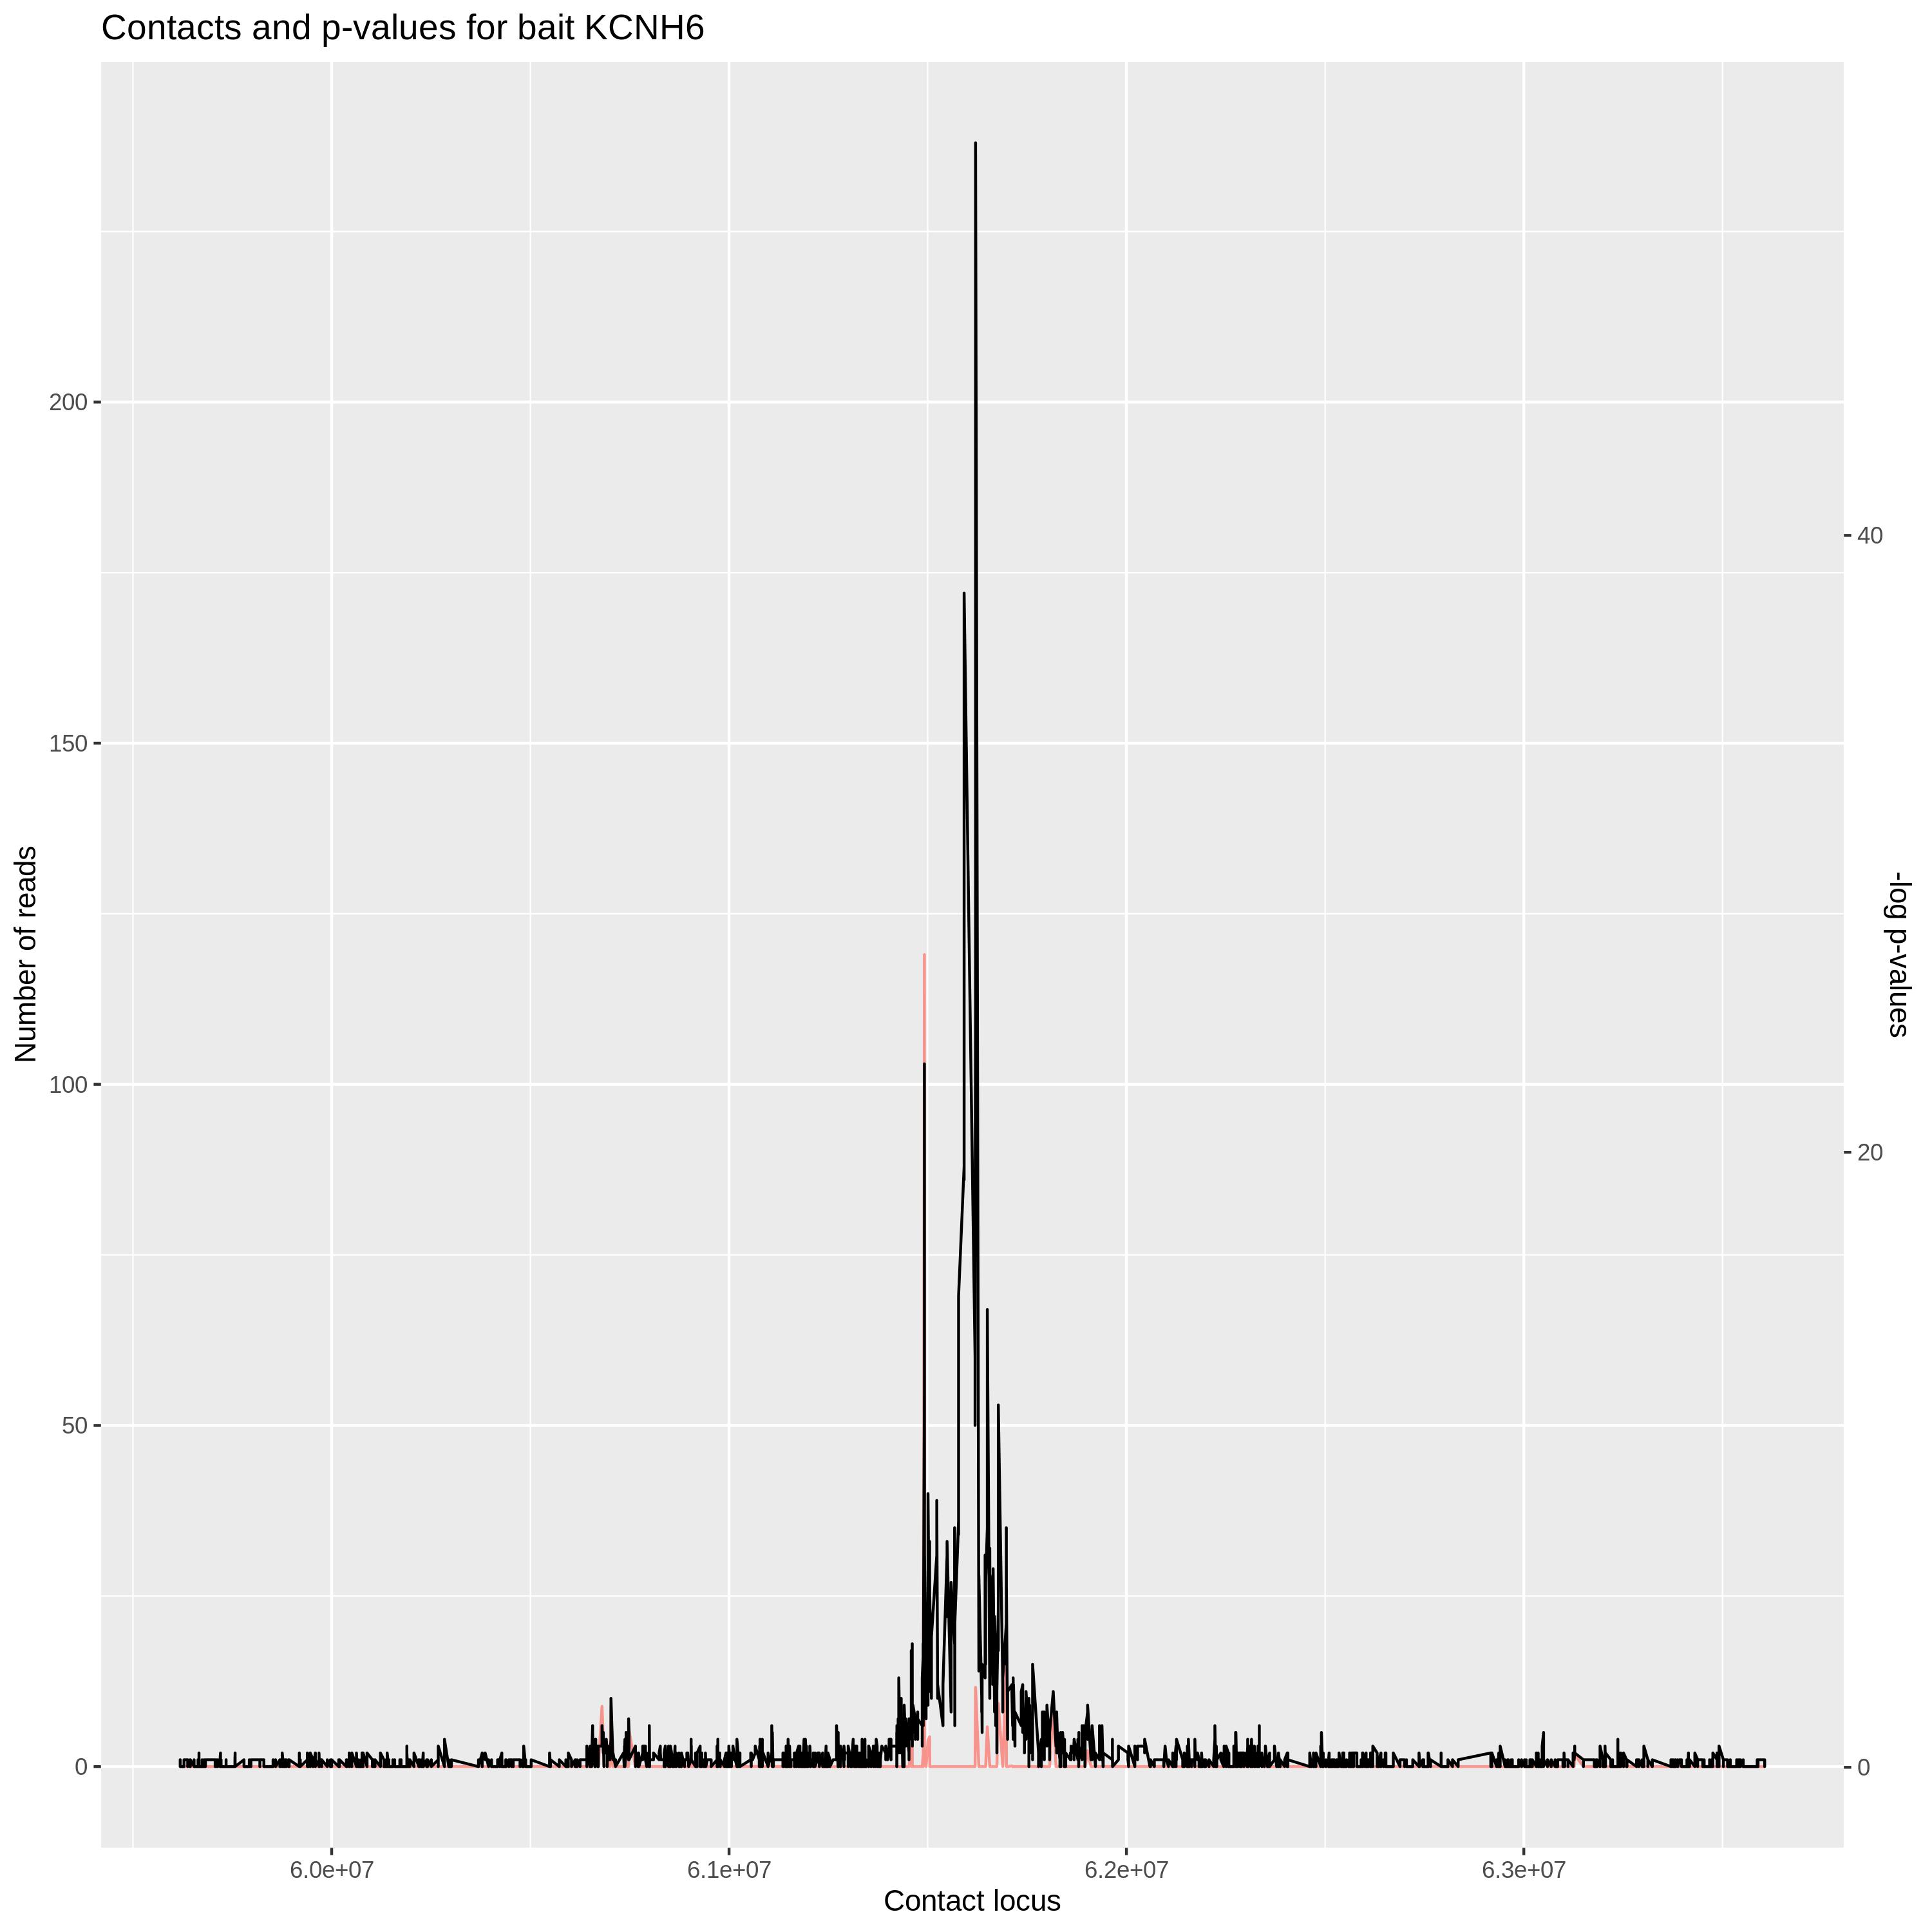 Contacts and p-values for bait KCNH6
Number of reads
200
150
100
50
0
40
20
0
-log p-values
6.0e+07
6.1e+07
6.2e+07
6.3e+07
Contact locus